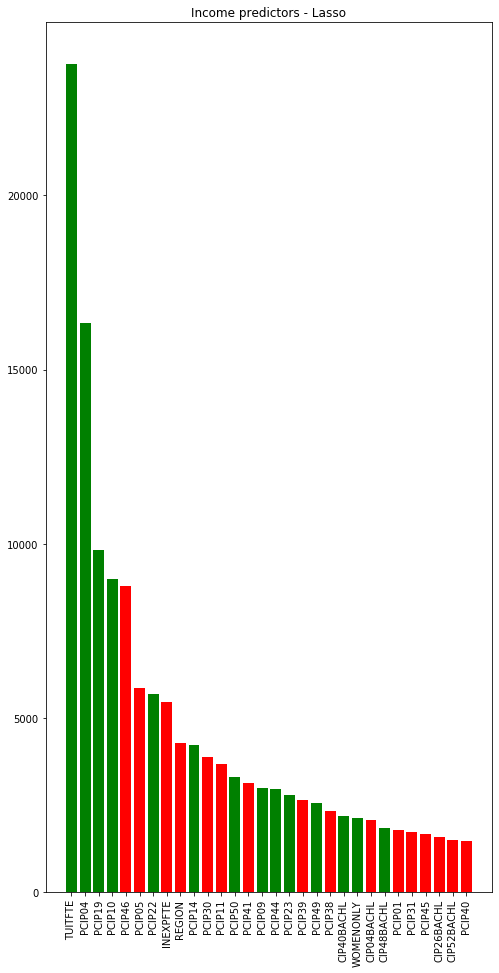 Income predictors - Lasso
20000
15000
10000
5000
0
TUITFTE
PCIP04
PCIP19
PCIP10
PCIP46
PCIP05
PCIP22
INEXPFTE
REGION
PCIP14
PCIP30
PCIP11
PCIP50
PCIP41
PCIP09
PCIP44
PCIP23
PCIP39
PCIP49
PCIP38
CIP40BACHL
WOMENONLY
CIP04BACHL
CIP48BACHL
PCIP01
PCIP31
PCIP45
CIP26BACHL
CIP52BACHL
PCIP40